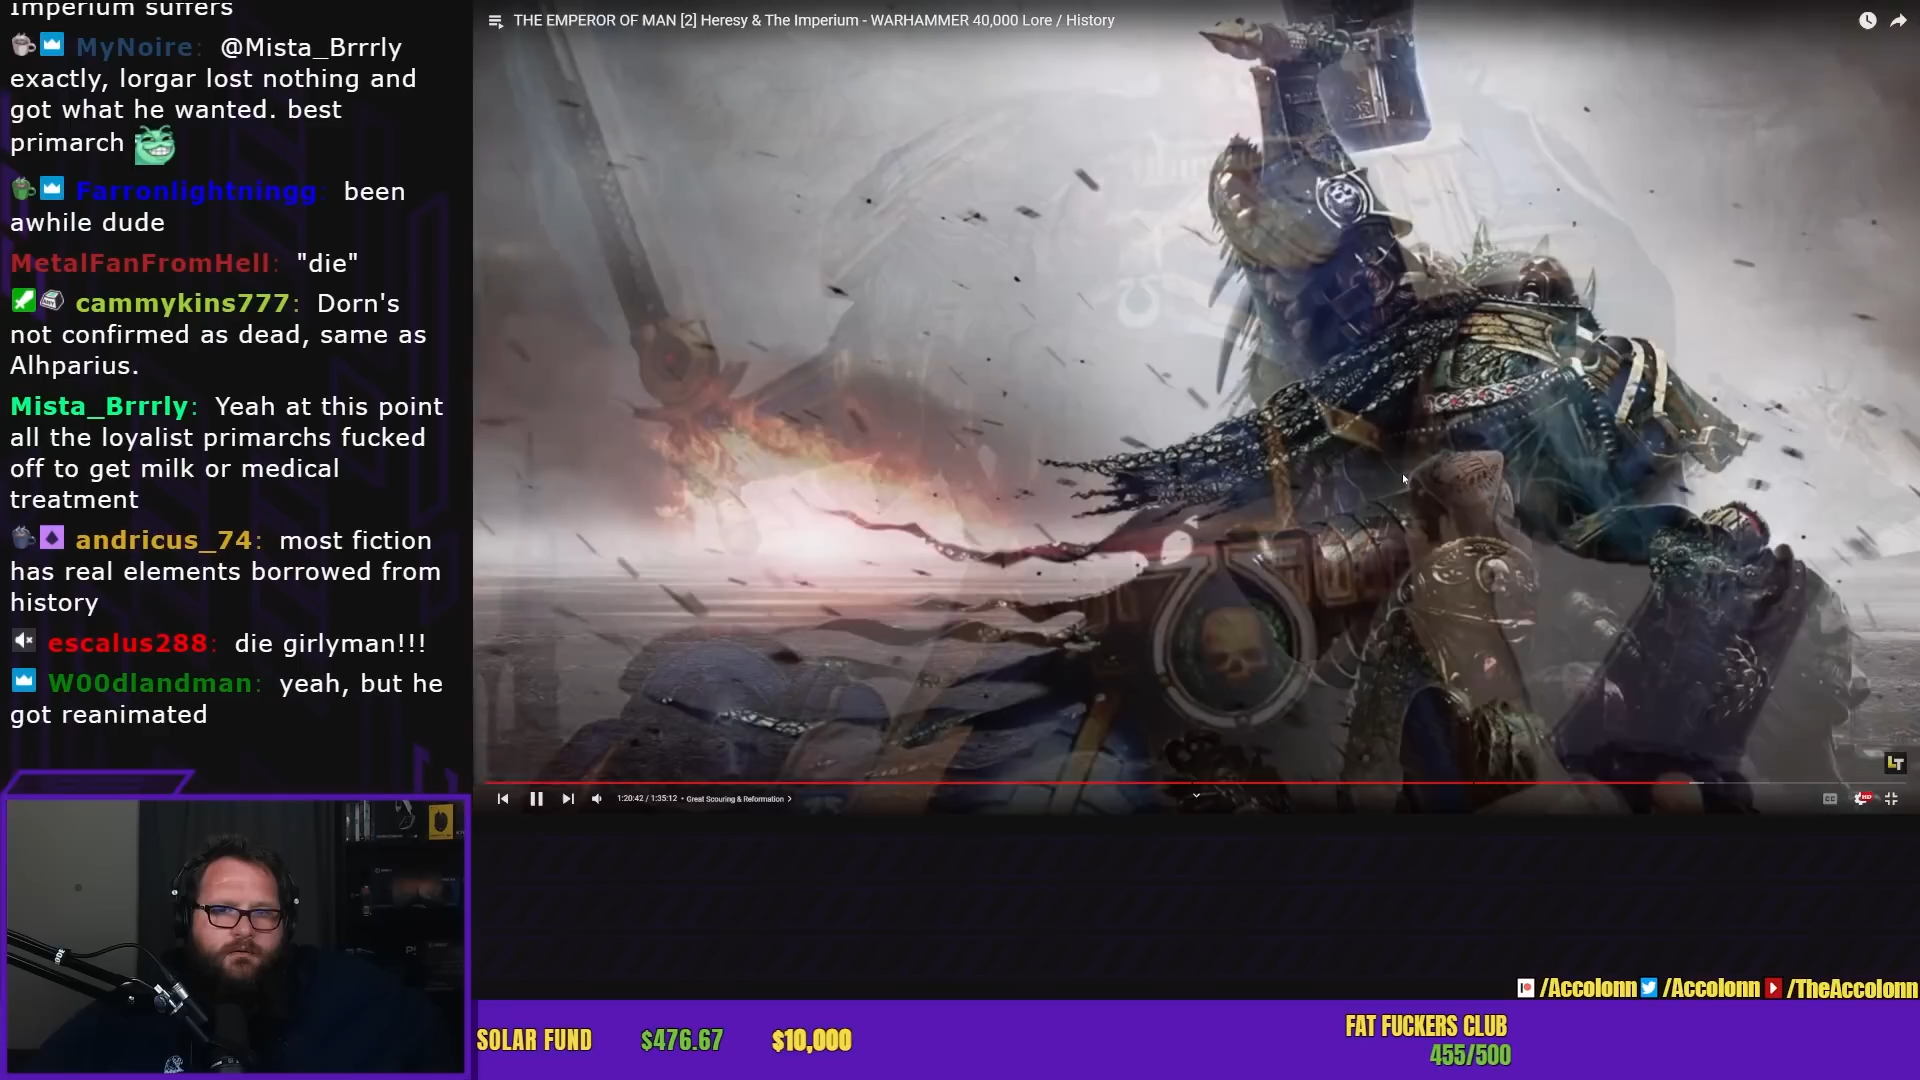 Imperium suffers
MyNoire: @Mista_Brrrly
exactly, lorgar lost nothing and
got what he wanted. best
primarch
Farronlightningg: been
awhile dude
MetalFanFromHell: "die"
cammykins777: Dorn's
not confirmed as dead, same as
Alhparius.
Mista_Brrrly: Yeah at this point
all the loyalist primarchs fucked
off to get milk or medical
treatment
andricus_74: most fiction
has real elements borrowed from
history
escalus288: die girlyman!!!
W00dlandman: yeah, but he
got reanimated
THE EMPEROR OF MAN [2] Heresy & The Imperium - WARHAMMER 40,000 Lore / History
LT
1:20:42 / 1:35:12 • Great Scouring & Reformation
CC
HD
/Accolonn /Accolonn /TheAccolonn
SOLAR FUND $476.67 $10,000
FAT FUCKERS CLUB
455/500